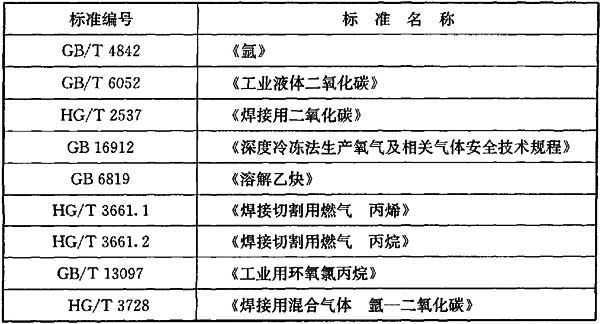 标准编号 标准名称
GB/T 4842 《氩》
GB/T 6052 《工业液体二氧化碳》
HG/T 2537 《焊接用二氧化碳》
GB 16912 《深度冷冻法生产氧气及相关气体安全技术规程》
GB 6819 《溶解乙炔》
HG/T 3661.1 《焊接切割用燃气 丙烯》
HG/T 3661.2 《焊接切割用燃气 丙烷》
GB/T 13097 《工业用环氧氯丙烷》
HG/T 3728 《焊接用混合气体 氩—二氧化碳》